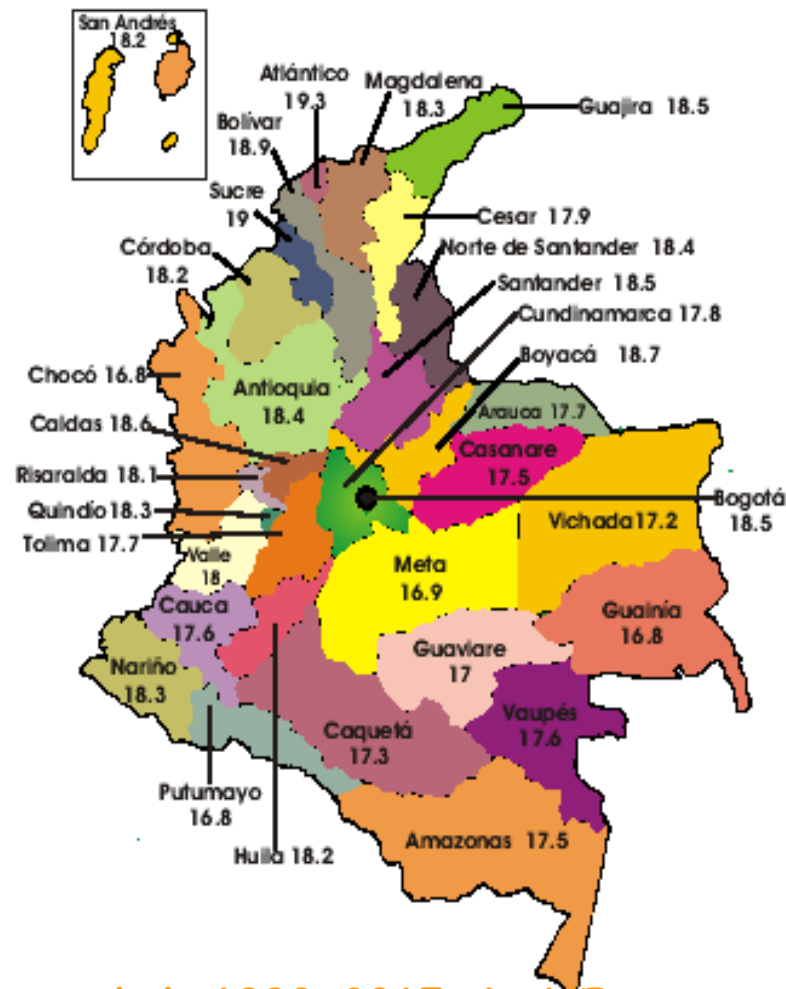 San Andrés
18.2
Atlántico
19.3
Magdalena
18.3
Guajira 18.5
Bolívar
18.9
Sucre
19
Cesar 17.9
Córdoba
18.2
Norte de Santander 18.4
Santander 18.5
Cundinamarca 17.8
Boyacá 18.7
Chocó 16.8
Antioquia
18.4
Arauca 17.7
Caldas 18.6
Casanare
17.5
Risaralda 18.1
Bogotá
18.5
Quindío 18.3
Vichada 17.2
Tolima 17.7
Valle
18
Meta
16.9
Cauca
17.6
Guainía
16.8
Guaviare
17
Nariño
18.3
Vaupés
17.6
Caquetá
17.3
Putumayo
16.8
Amazonas 17.5
Huila 18.2